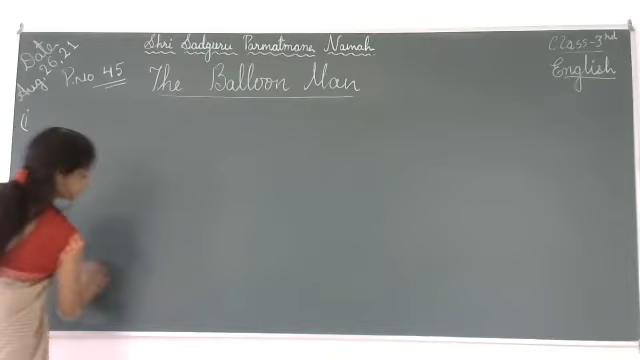 Shri Sadguru Parmatmane Namah
Class-3rd
Date
Aug. 26.21
P.No 45
The Balloon Man
English